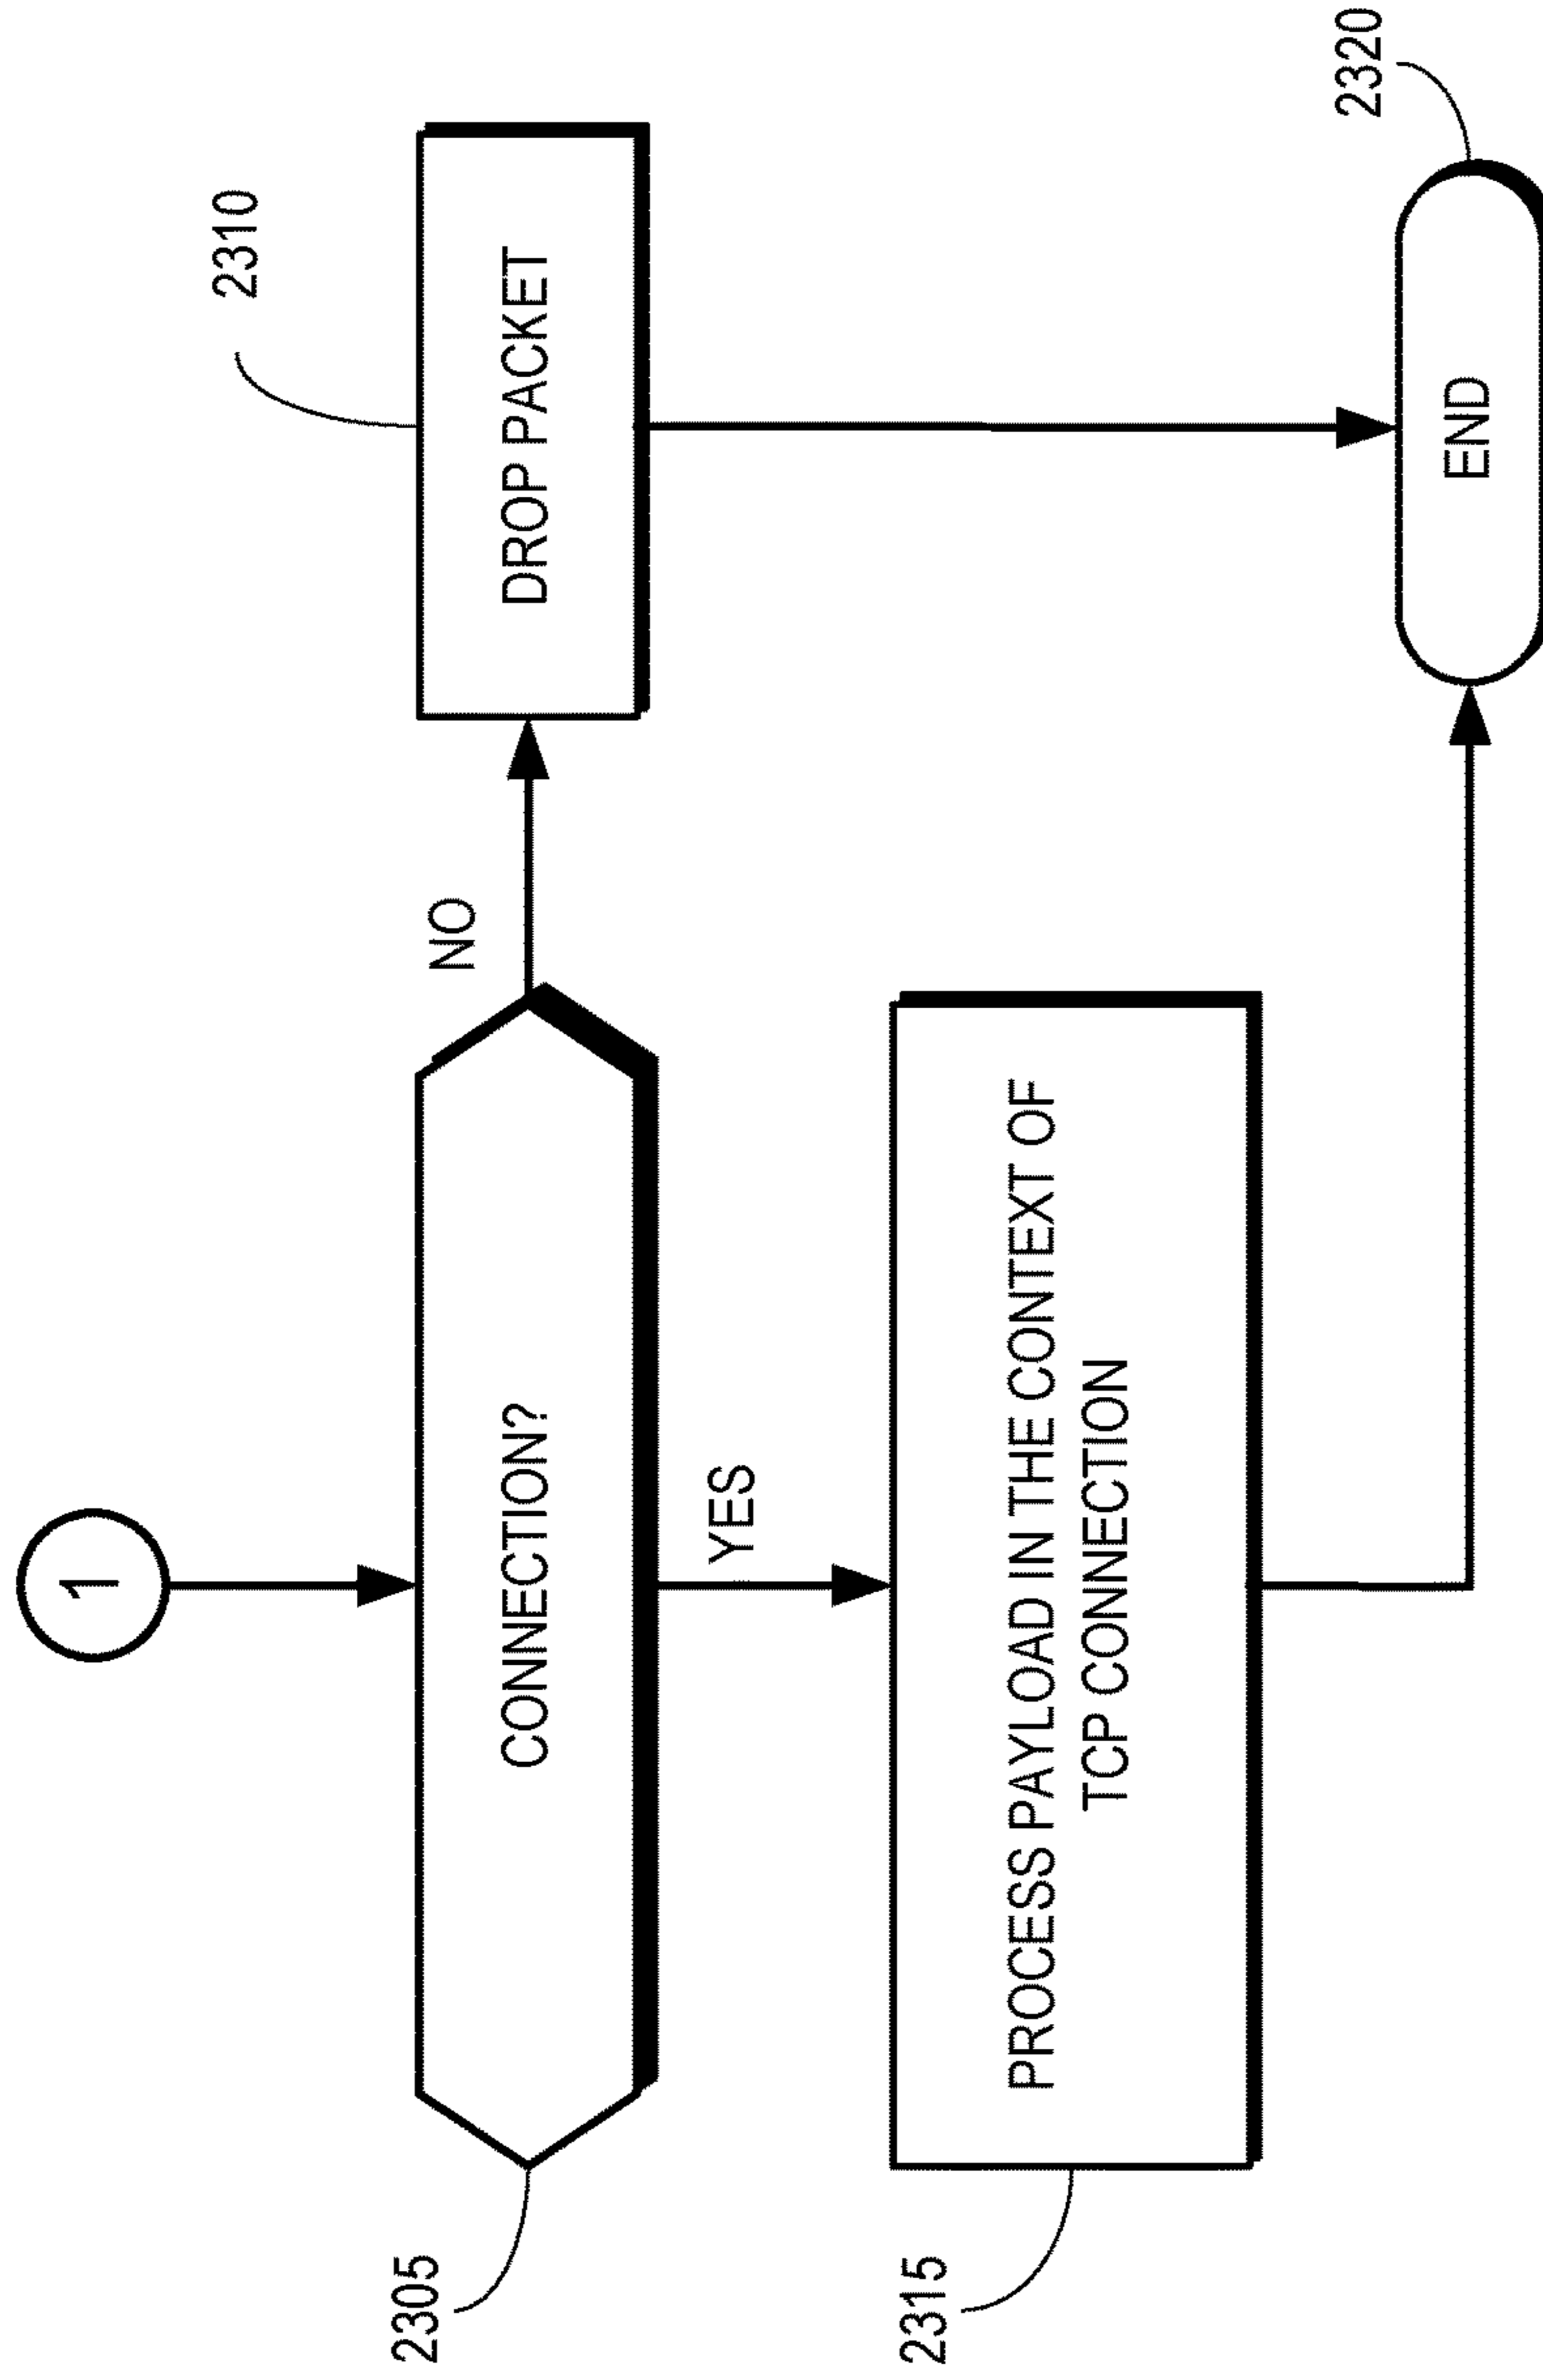 1
2305
CONNECTION?
NO
2310
DROP PACKET
YES
2315
PROCESS PAYLOAD IN THE CONTEXT OF
TCP CONNECTION
2320
END